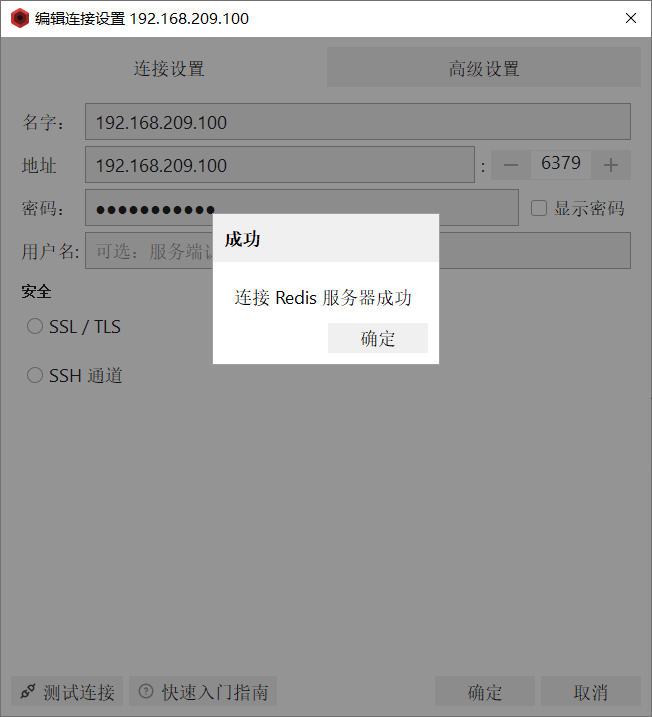 编辑连接设置 192.168.209.100
连接设置 高级设置
名字: 192.168.209.100
地址 192.168.209.100 : 6379
密码: ●●●●●●●●●●● 显示密码
用户名: 可选: 服务端
成功
连接 Redis 服务器成功
确定
安全
SSL / TLS
SSH 通道
测试连接 快速入门指南 确定 取消